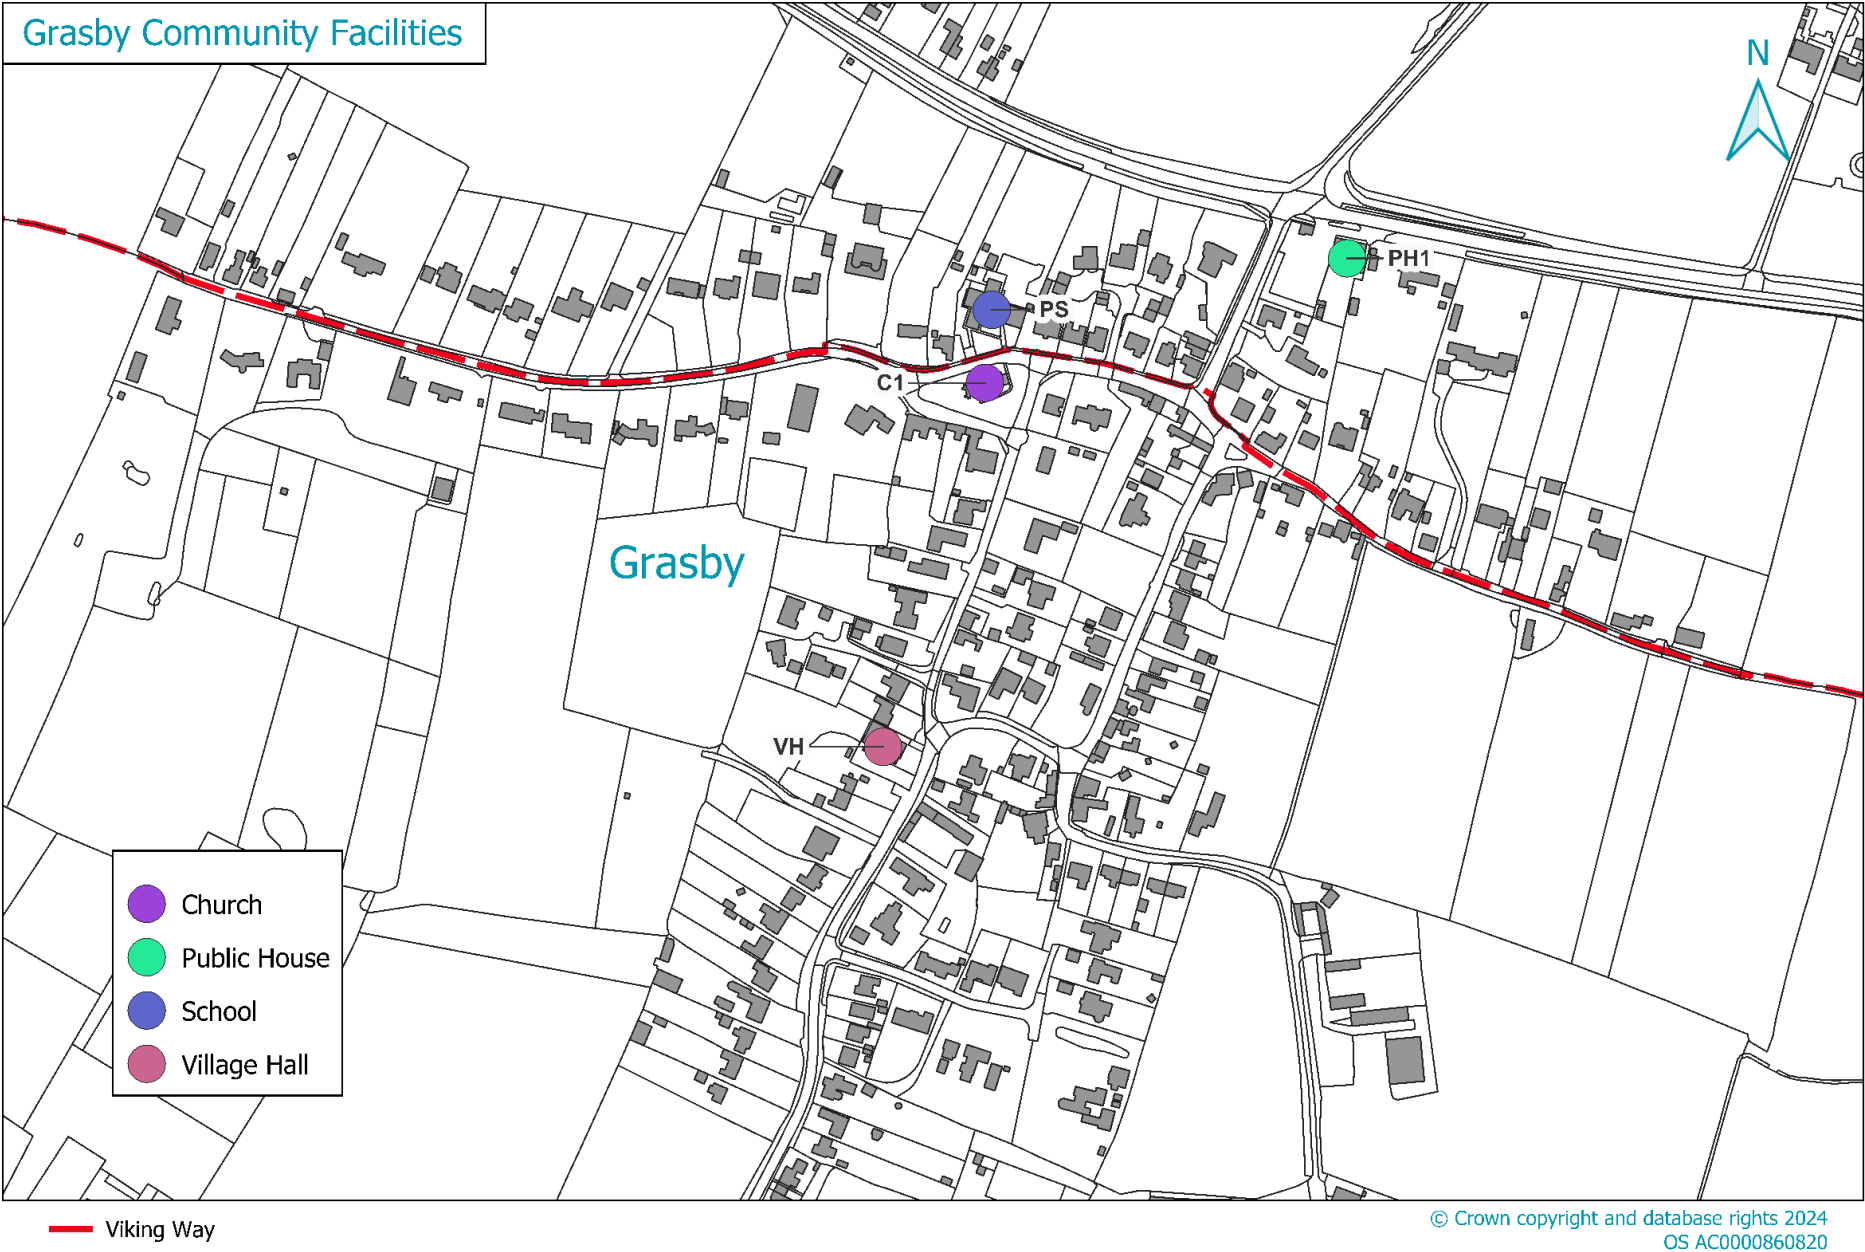 Grasby Community Facilities
N
PH1
PS
C1
Grasby
VH
Church
Public House
School
Village Hall
Viking Way
© Crown copyright and database rights 2024
OS AC0000860820